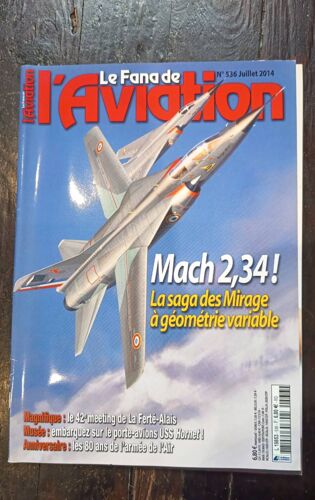 Le Fana de
l'Aviation
N° 536 Juillet 2014
l'Aviation
Mach 2,34 !
La saga des Mirage
à géométrie variable
Magnifique : le 42e meeting de La Ferté-Alais
Musée : embarquez sur le porte-avions USS Hornet !
Anniversaire : les 80 ans de l'armée de l'Air